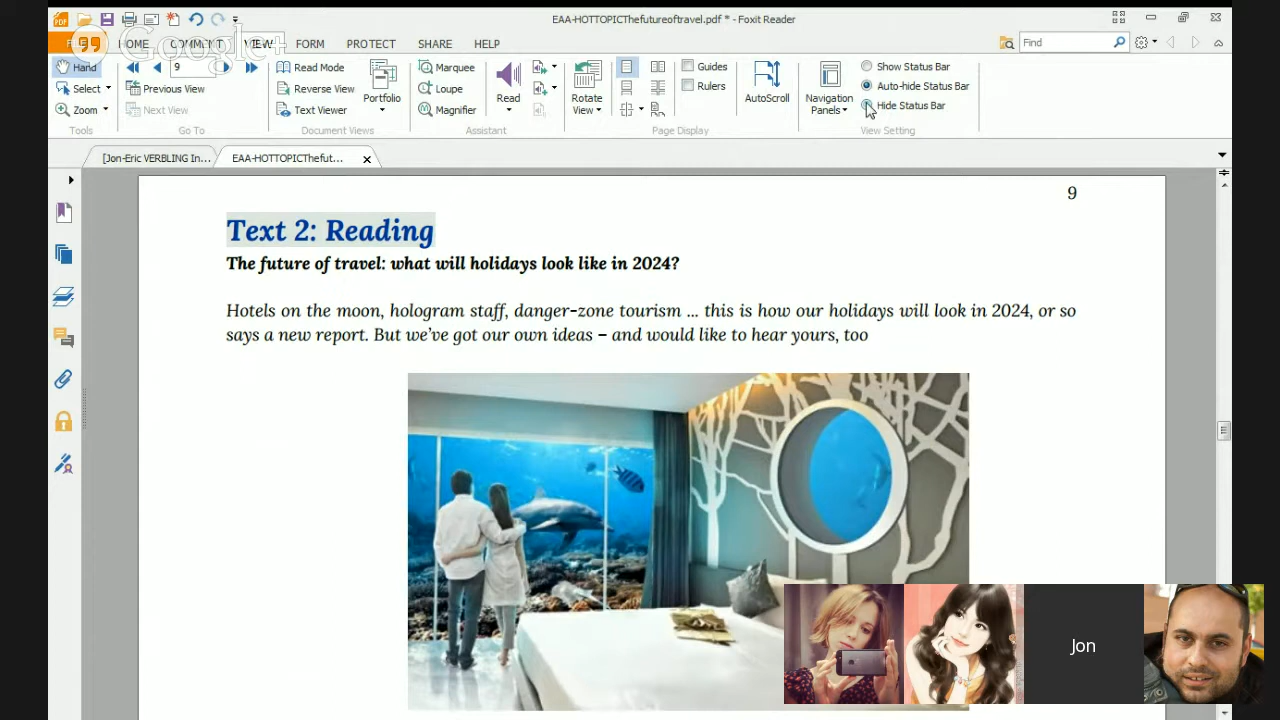 EAA-HOTTOPICThefutureoftravel.pdf * - Foxit Reader
Google+
HOME COMMENT VIEW FORM PROTECT SHARE HELP
Find
Hand
9
Read Mode
Marquee
Guides
Show Status Bar
Select
Previous View
Reverse View
Loupe
Rulers
Auto-hide Status Bar
Zoom
Next View
Text Viewer
Portfolio
Magnifier
Read
Rotate View
AutoScroll
Navigation Panels
Hide Status Bar
Tools
Go To
Document Views
Assistant
Page Display
View Setting
[Jon-Eric VERBLING In...
EAA-HOTTOPICThefut...
9
Text 2: Reading
The future of travel: what will holidays look like in 2024?
Hotels on the moon, hologram staff, danger-zone tourism ... this is how our holidays will look in 2024, or so
says a new report. But we've got our own ideas – and would like to hear yours, too
Jon